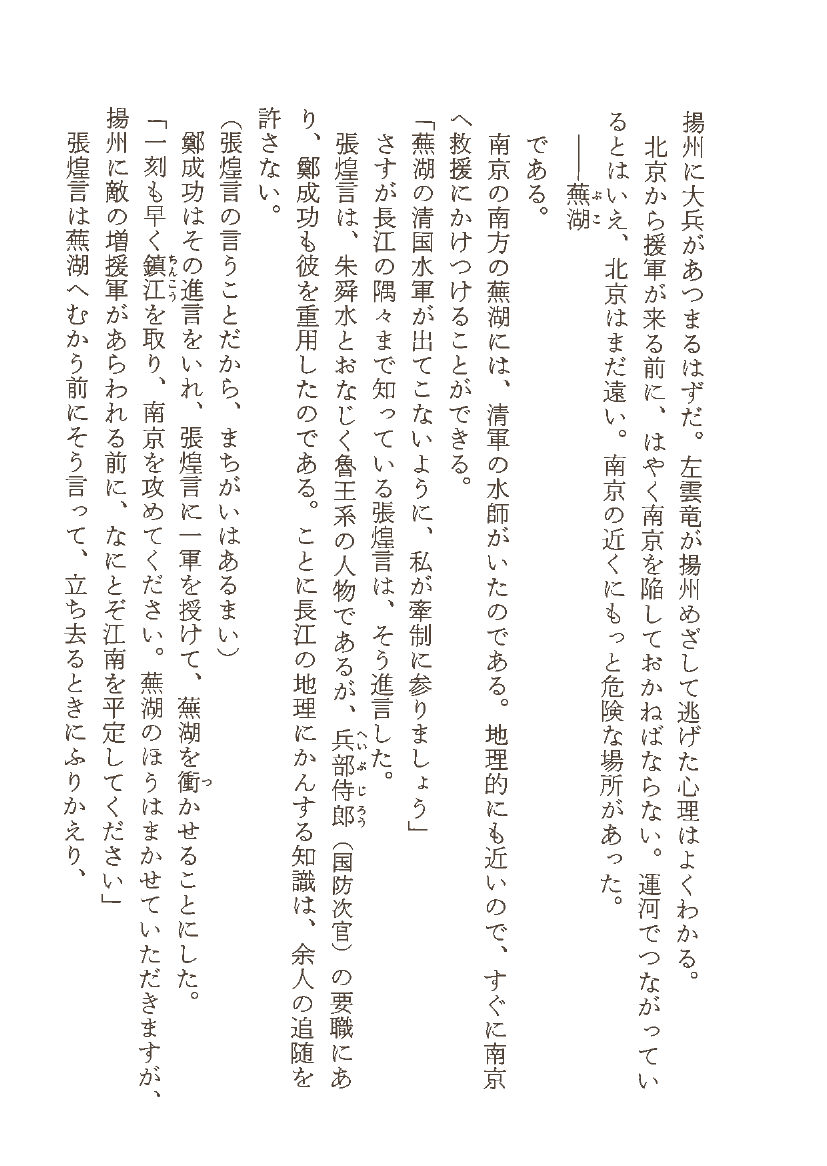 揚州に大兵があつまるはずだ。左雲竜が揚州めざして逃げた心理はよくわかる。
北京から援軍が来る前に、はやく南京を陥しておかねばならない。運河でつながってい
るとはいえ、北京はまだ遠い。南京の近くにもっと危険な場所があった。
――蕪湖
である。
南京の南方の蕪湖には、清軍の水師がいたのである。地理的にも近いので、すぐに南京
へ救援にかけつけることができる。
「蕪湖の清国水軍が出てこないように、私が牽制に参りましょう」
さすが長江の隅々まで知っている張煌言は、そう進言した。
張煌言は、朱舜水とおなじく魯王系の人物であるが、兵部侍郎（国防次官）の要職にあ
り、鄭成功も彼を重用したのである。ことに長江の地理にかんする知識は、余人の追随を
許さない。
（張煌言の言うことだから、まちがいはあるまい）
鄭成功はその進言をいれ、張煌言に一軍を授けて、蕪湖を衝かせることにした。
「一刻も早く鎮江を取り、南京を攻めてください。蕪湖のほうはまかせていただきますが、
揚州に敵の増援軍があらわれる前に、なにとぞ江南を平定してください」
張煌言は蕪湖へむかう前にそう言って、立ち去るときにふりかえり、